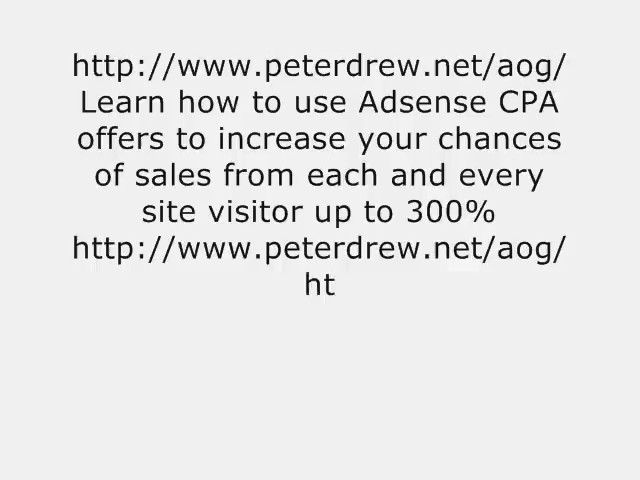 http://www.peterdrew.net/aog/
Learn how to use Adsense CPA
offers to increase your chances
of sales from each and every
site visitor up to 300%
http://www.peterdrew.net/aog/
ht